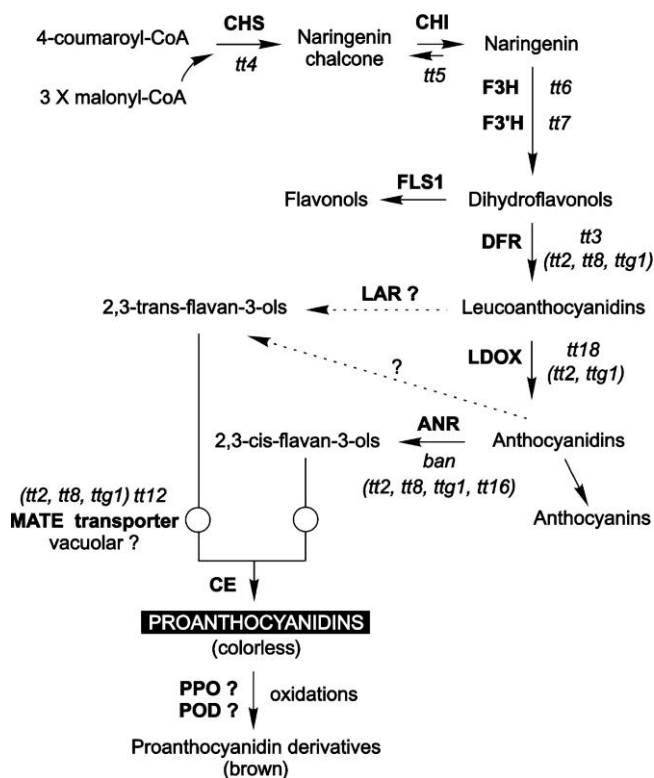 CHS
CHI
4-coumaroyl-CoA
Naringenin
chalcone
Naringenin
tt4
tt5
3 X malonyl-CoA
F3H
tt6
F3'H
tt7
FLS1
Flavonols
Dihydroflavonols
DFR
tt3
(tt2, tt8, ttg1)
LAR ?
2,3-trans-flavan-3-ols
Leucoanthocyanidins
LDOX
tt18
(tt2, ttg1)
?
ANR
2,3-cis-flavan-3-ols
Anthocyanidins
ban
(tt2, tt8, ttg1, tt16)
(tt2, tt8, ttg1) tt12
MATE transporter
vacuolar ?
Anthocyanins
CE
PROANTHOCYANIDINS
(colorless)
PPO ?
POD ?
oxidations
Proanthocyanidin derivatives
(brown)